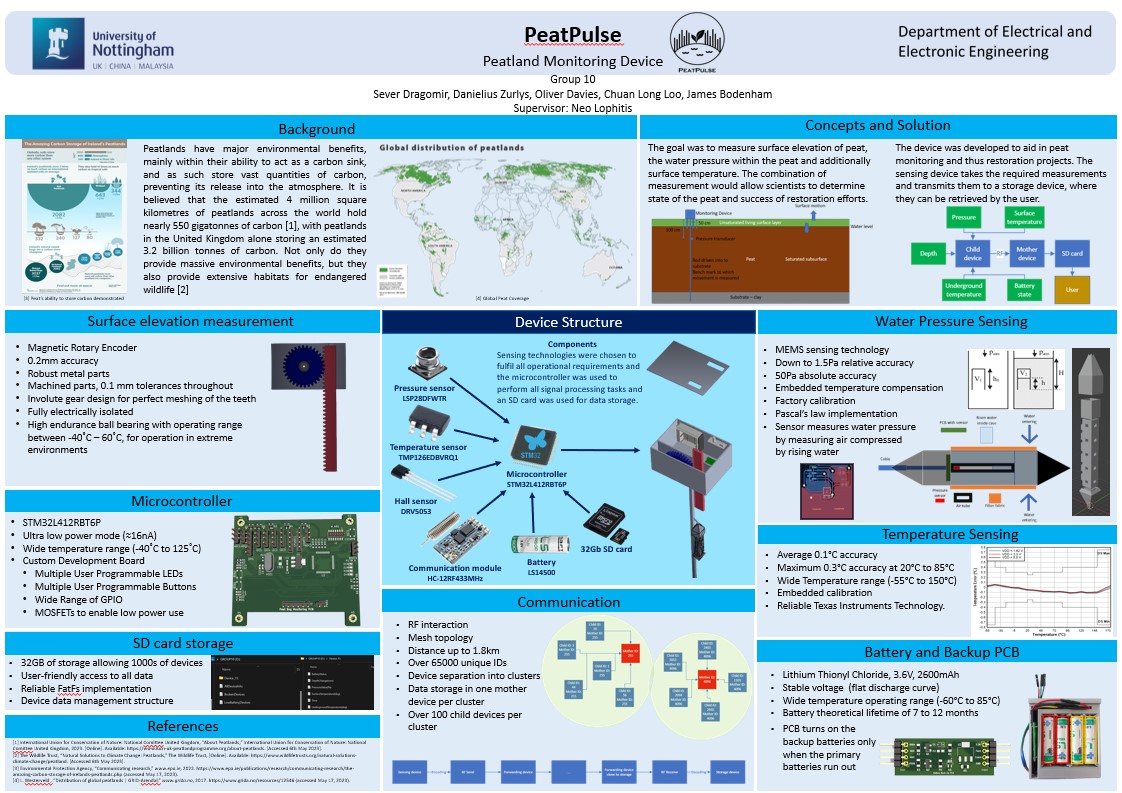 University of
Nottingham
UK | CHINA | MALAYSIA
PeatPulse
Peatland Monitoring Device
PEATPULSE
Department of Electrical and
Electronic Engineering
Group 10
Sever Dragomir, Danielius Zurlys, Oliver Davies, Chuan Long Loo, James Bodenham
Supervisor: Neo Lophitis
Background
The Amazing Carbon Storage of Ireland's Peatlands
[3] Peat's ability to store carbon demonstrated
Peatlands have major environmental benefits,
mainly within their ability to act as a carbon sink,
and as such store vast quantities of carbon,
preventing its release into the atmosphere. It is
believed that the estimated 4 million square
kilometres of peatlands across the world hold
nearly 550 gigatonnes of carbon [1], with peatlands
in the United Kingdom alone storing an estimated
3.2 billion tonnes of carbon. Not only do they
provide massive environmental benefits, but they
also provide extensive habitats for endangered
wildlife [2]
Global distribution of peatlands
[4] Global Peat Coverage
Concepts and Solution
The goal was to measure surface elevation of peat,
the water pressure within the peat and additionally
surface temperature. The combination of
measurement would allow scientists to determine
state of the peat and success of restoration efforts.
Monitoring Device
Surface motion
Unsaturated living surface layer
Water level
Pressure transducer
Peat
Saturated subsurface
Substrate - clay
The device was developed to aid in peat
monitoring and thus restoration projects. The
sensing device takes the required measurements
and transmits them to a storage device, where
they can be retrieved by the user.
Pressure
Surface temperature
Depth
Child device
RF
Mother device
SD card
Underground temperature
Battery state
User
Surface elevation measurement
• Magnetic Rotary Encoder
• 0.2mm accuracy
• Robust metal parts
• Machined parts, 0.1 mm tolerances throughout
• Involute gear design for perfect meshing of the teeth
• Fully electrically isolated
• High endurance ball bearing with operating range
between -40˚C – 60˚C, for operation in extreme
environments
Microcontroller
• STM32L412RBT6P
• Ultra low power mode (≈16nA)
• Wide temperature range (-40˚C to 125˚C)
• Custom Development Board
• Multiple User Programmable LEDs
• Multiple User Programmable Buttons
• Wide Range of GPIO
• MOSFETs to enable low power use
SD card storage
• 32GB of storage allowing 1000s of devices
• User-friendly access to all data
• Reliable FatFs implementation
• Device data management structure
References
Device Structure
Components
Sensing technologies were chosen to
fulfil all operational requirements and
the microcontroller was used to
perform all signal processing tasks and
an SD card was used for data storage.
Pressure sensor
LSP28DFWTR
Temperature sensor
TMP126EDBVRQ1
Hall sensor
DRV5053
STM32
Microcontroller
STM32L412RBT6P
Communication module
HC-12RF433MHz
Battery
LS14500
32Gb SD card
Communication
• RF interaction
• Mesh topology
• Distance up to 1.8km
• Over 65000 unique IDs
• Device separation into clusters
• Data storage in one mother
device per cluster
• Over 100 child devices per
cluster
Water Pressure Sensing
• MEMS sensing technology
• Down to 1.5Pa relative accuracy
• 50Pa absolute accuracy
• Embedded temperature compensation
• Factory calibration
• Pascal's law implementation
• Sensor measures water pressure
by measuring air compressed
by rising water
Cable
Water sensing
Water sensing
Temperature Sensing
• Average 0.1°C accuracy
• Maximum 0.3°C accuracy at 20°C to 85°C
• Wide Temperature range (-55°C to 150°C)
• Embedded calibration
• Reliable Texas Instruments Technology.
Temperature (°C)
Battery and Backup PCB
• Lithium Thionyl Chloride, 3.6V, 2600mAh
• Stable voltage (flat discharge curve)
• Wide temperature operating range (-60°C to 85°C)
• Battery theoretical lifetime of 7 to 12 months
• PCB turns on the
backup batteries only
when the primary
batteries run out